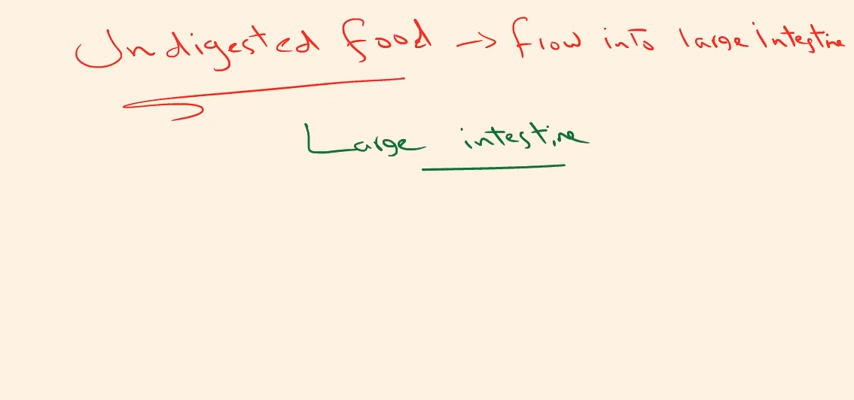 Undigested food → flow into large intestine
Large intestine